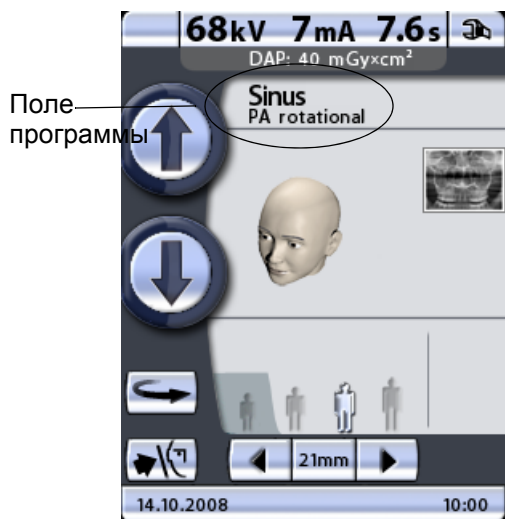 68kV 7mA 7.6s
DAP: 40 mGy×cm²
Поле
программы
Sinus
PA rotational
21mm
14.10.2008 10:00